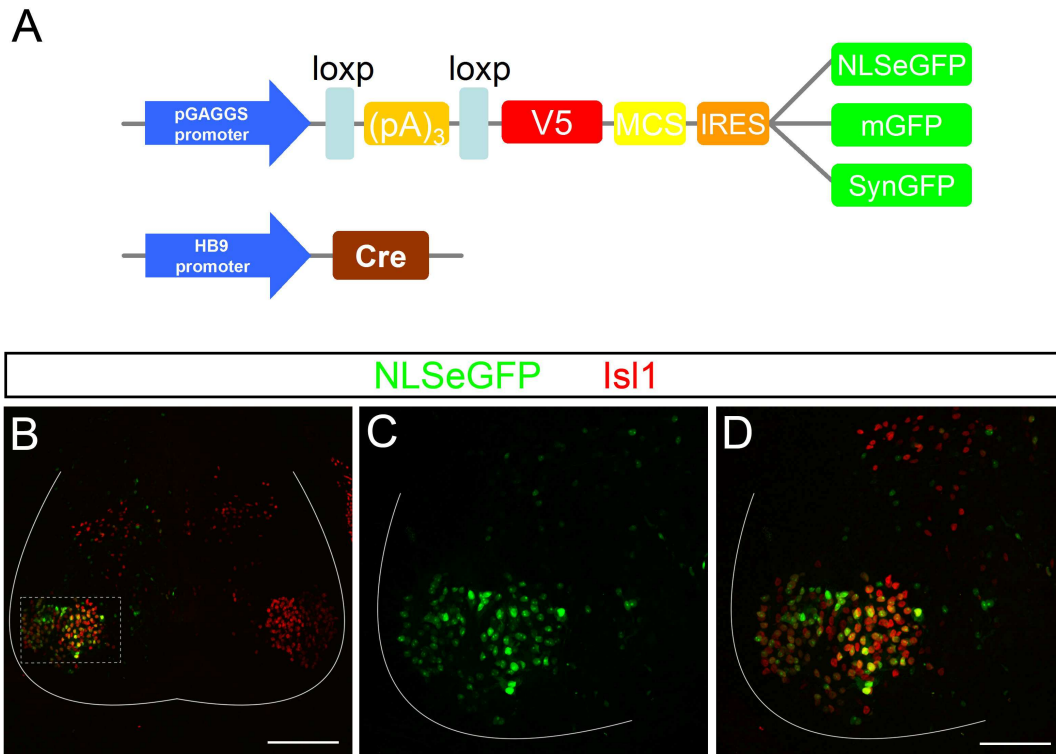 A
loxp loxp
pGAGGS
promoter
(pA)3
V5
MCS
IRES
NLSeGFP
mGFP
SynGFP
HB9
promoter
Cre
NLSeGFP Isl1
B
C
D